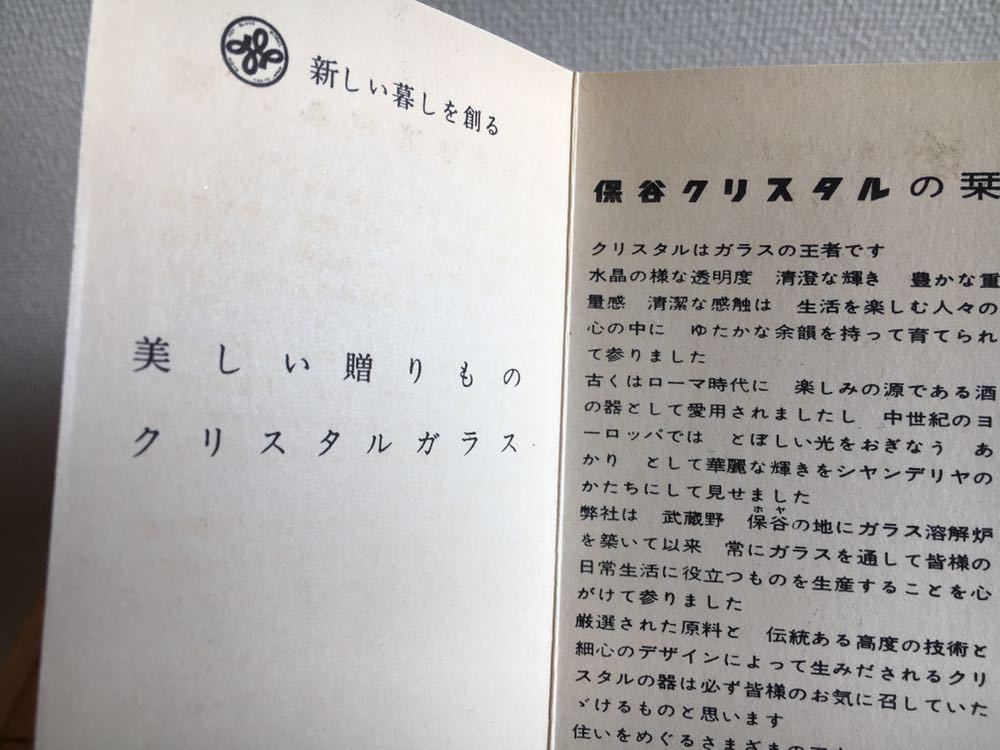 新しい暮しを創る
美しい贈りもの
クリスタルガラス
保谷クリスタルの栞
クリスタルはガラスの王者です
水晶の様な透明度　清澄な輝き　豊かな重
量感　清潔な感触は　生活を楽しむ人々の
心の中に　ゆたかな余韻を持って育てられ
て参りました
古くはローマ時代に　楽しみの源である酒
の器として愛用されましたし　中世紀のヨ
ーロッパでは　とぼしい光をおぎなう　あ
かり　として華麗な輝きをシヤンデリヤの
かたちにして見せました
ホヤ
弊社は　武蔵野　保谷の地にガラス溶解炉
を築いて以来　常にガラスを通して皆様の
日常生活に役立つものを生産することを心
がけて参りました
厳選された原料と　伝統ある高度の技術と
細心のデザインによって生みだされるクリ
スタルの器は必ず皆様のお気に召していた
ゞけるものと思います
住いをめぐるさまざまの